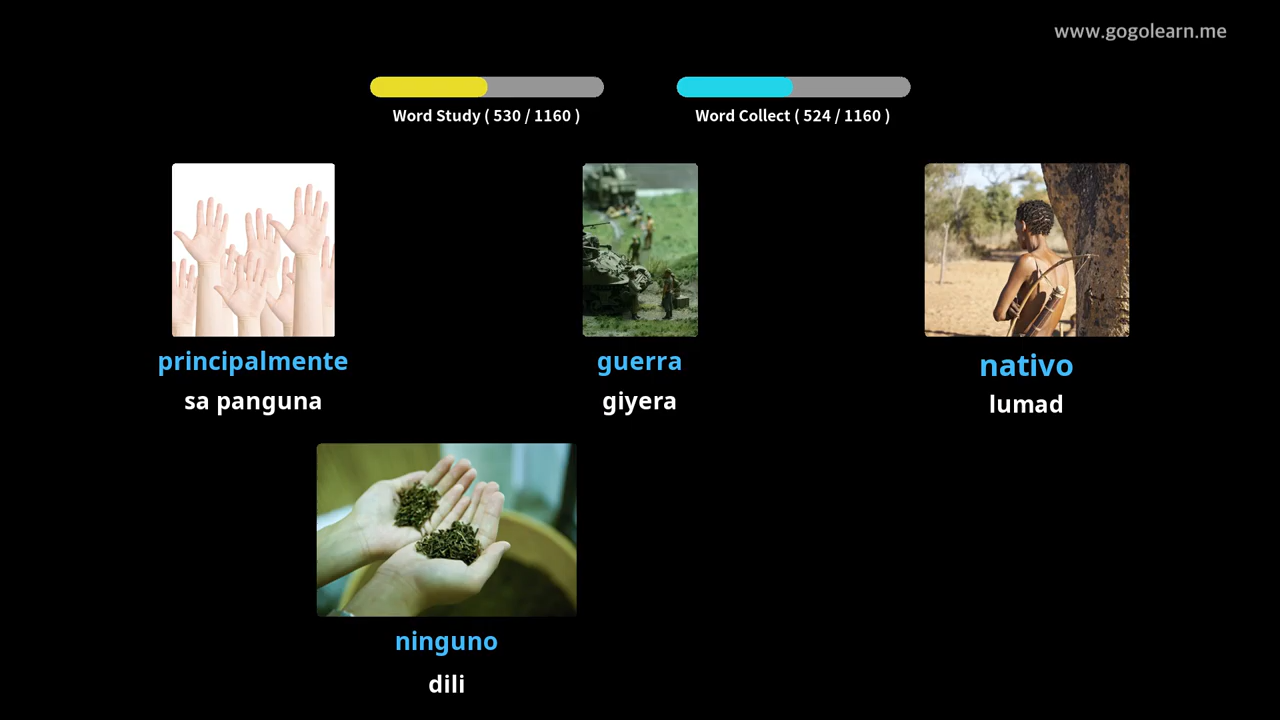 www.gogolearn.me
Word Study ( 530 / 1160 )
Word Collect ( 524 / 1160 )
principalmente
sa panguna
guerra
giyera
nativo
lumad
ninguno
dili